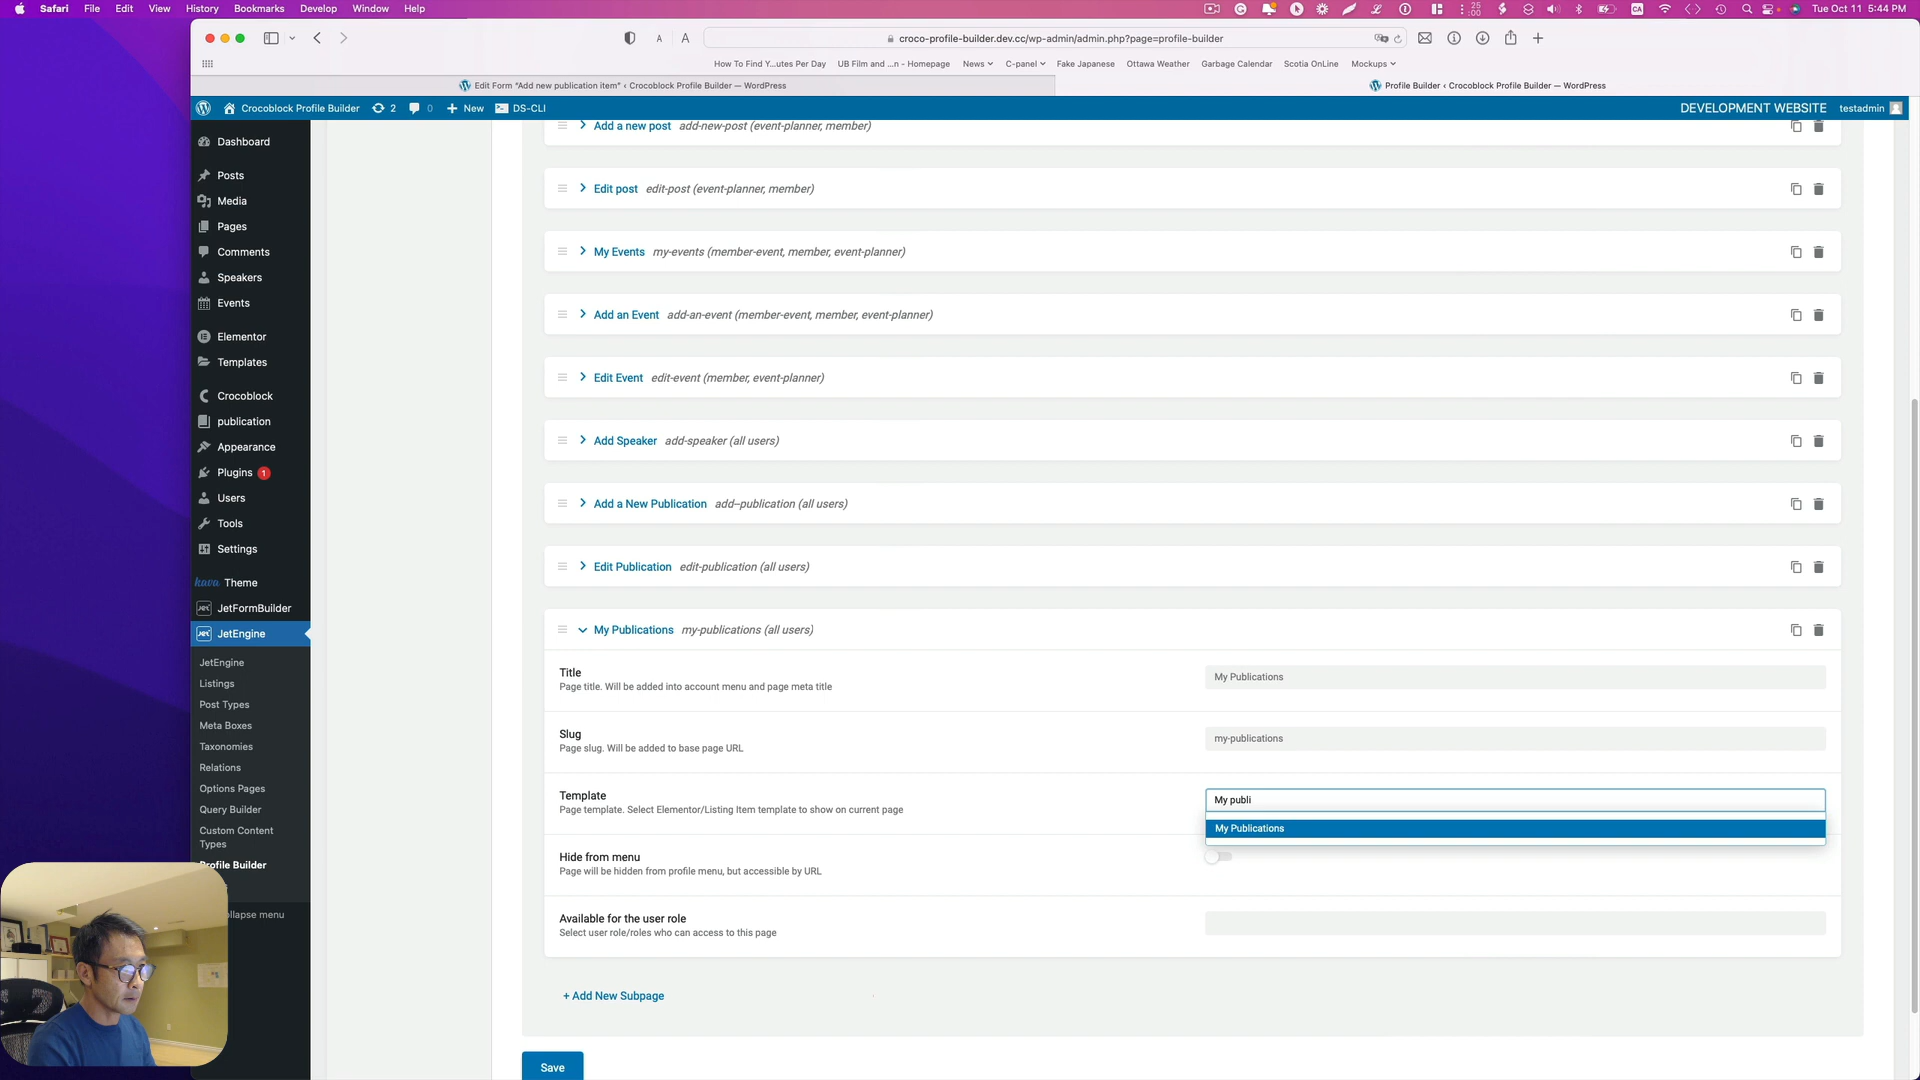 Safari File Edit View History Bookmarks Develop Window Help
25
:00
CA
Tue Oct 11 5:44 PM
A A
croco-profile-builder.dev.cc/wp-admin/admin.php?page=profile-builder
How To Find Y...utes Per Day UB Film and ...n - Homepage News C-panel Fake Japanese Ottawa Weather Garbage Calendar Scotia OnLine Mockups
Edit Form "Add new publication item" ‹ Crocoblock Profile Builder — WordPress
Profile Builder ‹ Crocoblock Profile Builder — WordPress
Crocoblock Profile Builder 2 0 New DS-CLI
DEVELOPMENT WEBSITE testadmin
Dashboard
Posts
Media
Pages
Comments
Speakers
Events
Elementor
Templates
Crocoblock
publication
Appearance
Plugins 1
Users
Tools
Settings
kava Theme
JetFormBuilder
JetEngine
JetEngine
Listings
Post Types
Meta Boxes
Taxonomies
Relations
Options Pages
Query Builder
Custom Content
Types
Profile Builder
ollapse menu
Add a new post add-new-post (event-planner, member)
Edit post edit-post (event-planner, member)
My Events my-events (member-event, member, event-planner)
Add an Event add-an-event (member-event, member, event-planner)
Edit Event edit-event (member, event-planner)
Add Speaker add-speaker (all users)
Add a New Publication add--publication (all users)
Edit Publication edit-publication (all users)
My Publications my-publications (all users)
Title
Page title. Will be added into account menu and page meta title
My Publications
Slug
Page slug. Will be added to base page URL
my-publications
Template
Page template. Select Elementor/Listing Item template to show on current page
My publi
My Publications
Hide from menu
Page will be hidden from profile menu, but accessible by URL
Available for the user role
Select user role/roles who can access to this page
+ Add New Subpage
Save